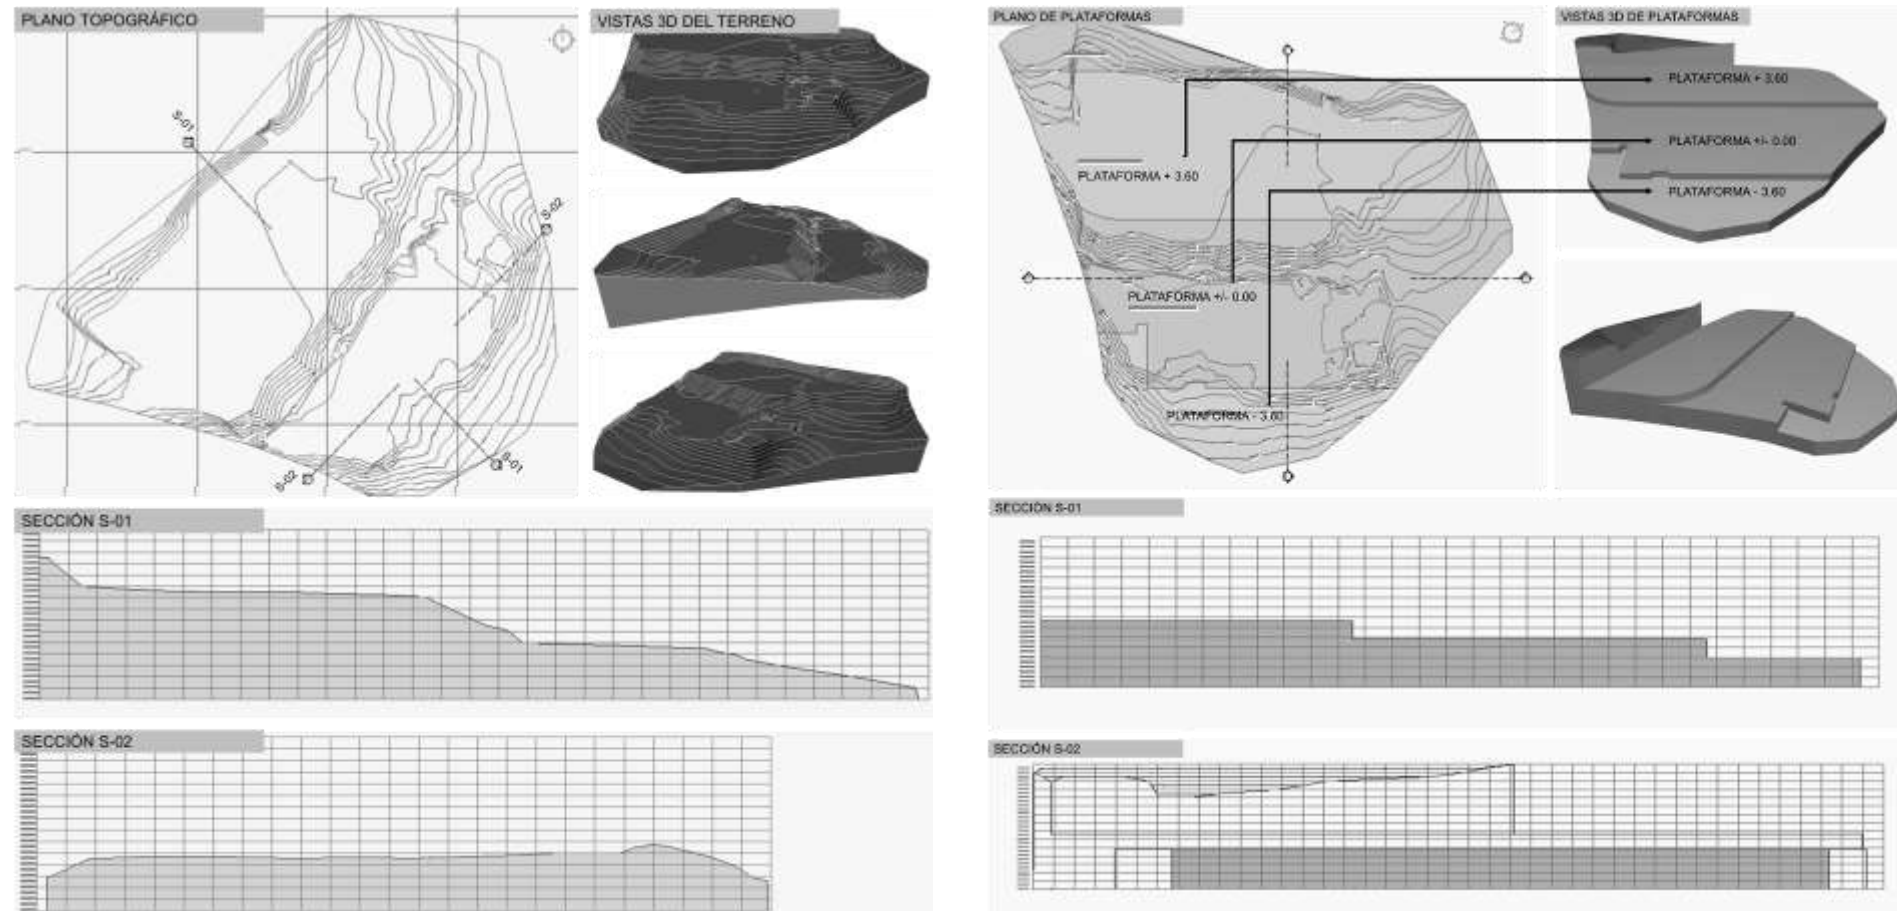 PLANO TOPOGRÁFICO
S-01
S-02
S-02
S-01
VISTAS 3D DEL TERRENO
SECCIÓN S-01
SECCIÓN S-02
PLANO DE PLATAFORMAS
PLATAFORMA + 3.60
PLATAFORMA +/- 0.00
PLATAFORMA - 3.60
VISTAS 3D DE PLATAFORMAS
PLATAFORMA + 3.60
PLATAFORMA +/- 0.00
PLATAFORMA - 3.60
SECCIÓN S-01
SECCIÓN S-02